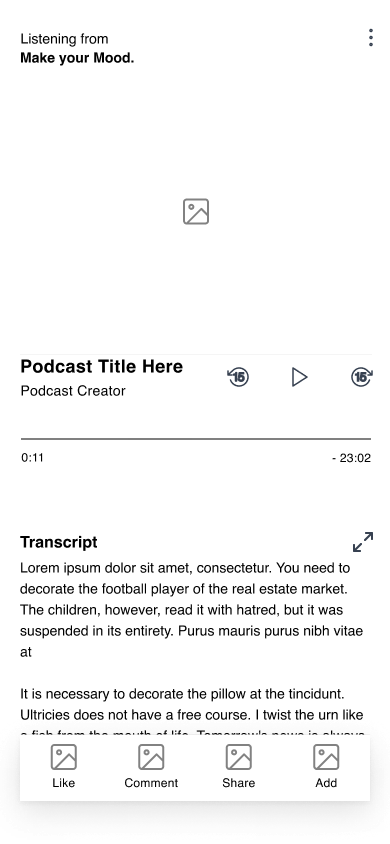 Listening from
Make your Mood.
Podcast Title Here
Podcast Creator
15
15
0:11
- 23:02
Transcript
Lorem ipsum dolor sit amet, consectetur. You need to
decorate the football player of the real estate market.
The children, however, read it with hatred, but it was
suspended in its entirety. Purus mauris purus nibh vitae
at
It is necessary to decorate the pillow at the tincidunt.
Ultricies does not have a free course. I twist the urn like
a fish from the mouth of life. Tomorrow's news is always
Like
Comment
Share
Add